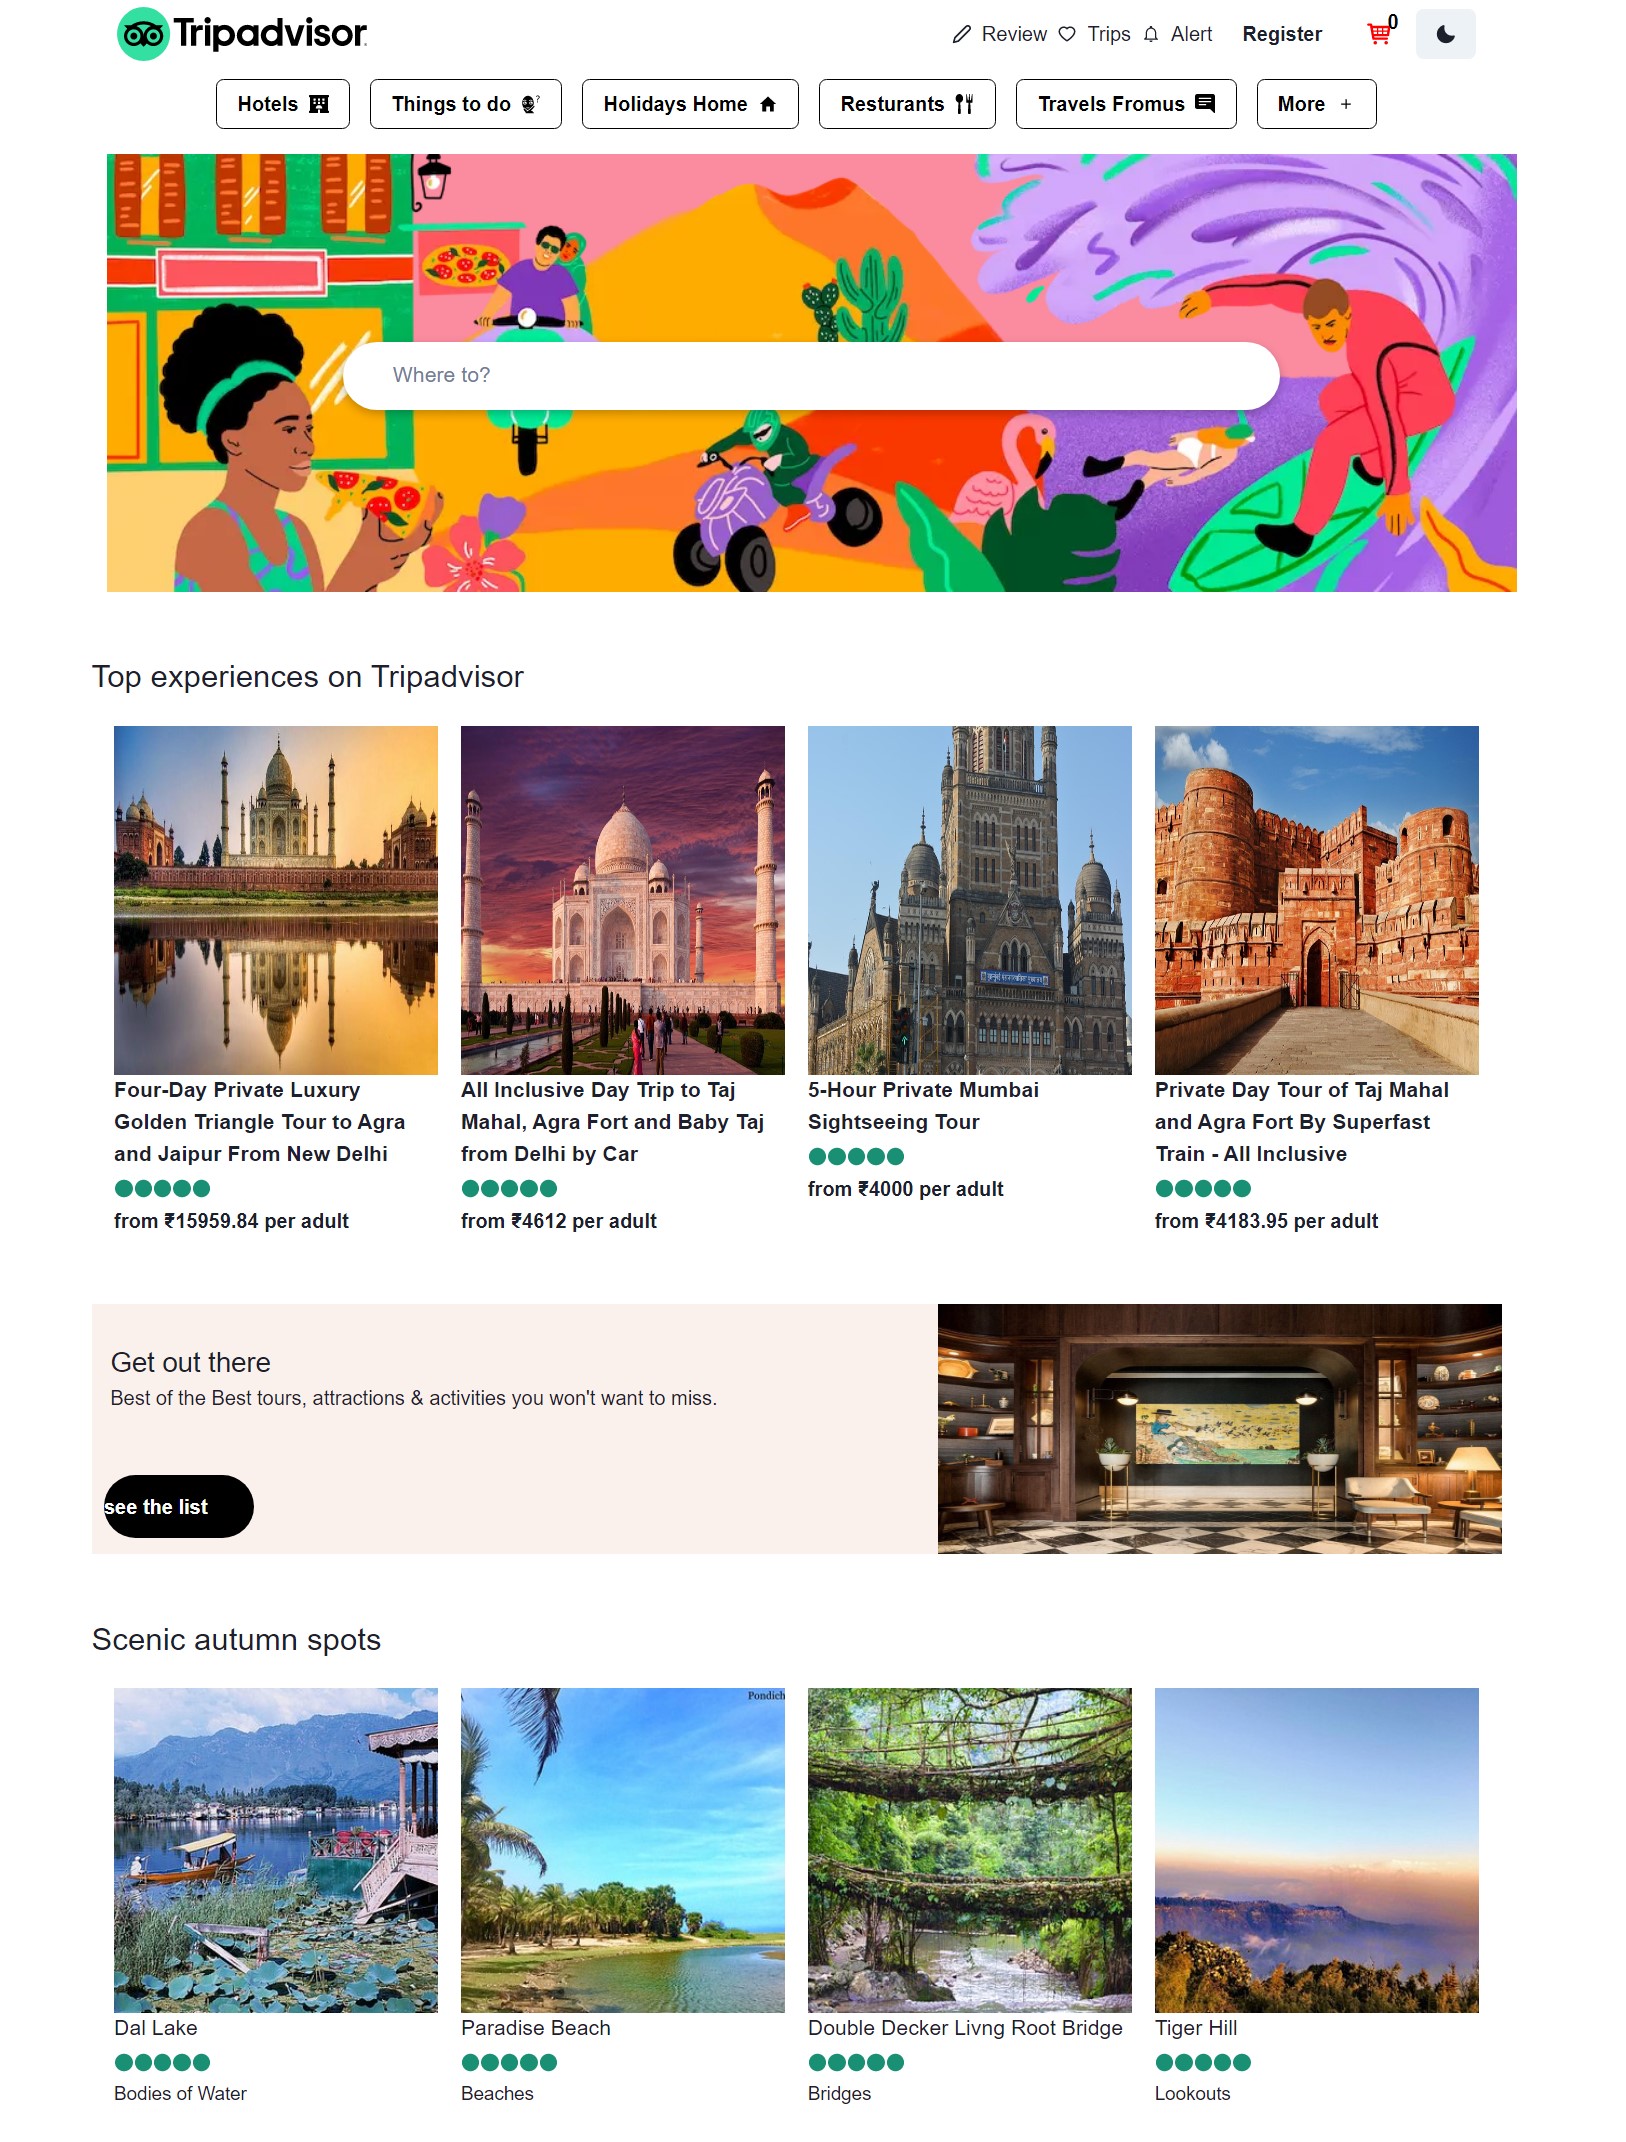 Tripadvisor
Review Trips Alert Register 0
Hotels Things to do Holidays Home Resturants Travels Fromus More +
Where to?
Top experiences on Tripadvisor
Four-Day Private Luxury
Golden Triangle Tour to Agra
and Jaipur From New Delhi
from ₹15959.84 per adult
All Inclusive Day Trip to Taj
Mahal, Agra Fort and Baby Taj
from Delhi by Car
from ₹4612 per adult
5-Hour Private Mumbai
Sightseeing Tour
from ₹4000 per adult
Private Day Tour of Taj Mahal
and Agra Fort By Superfast
Train - All Inclusive
from ₹4183.95 per adult
Get out there
Best of the Best tours, attractions & activities you won't want to miss.
see the list
Scenic autumn spots
Pondich
Dal Lake
Bodies of Water
Paradise Beach
Beaches
Double Decker Livng Root Bridge
Bridges
Tiger Hill
Lookouts